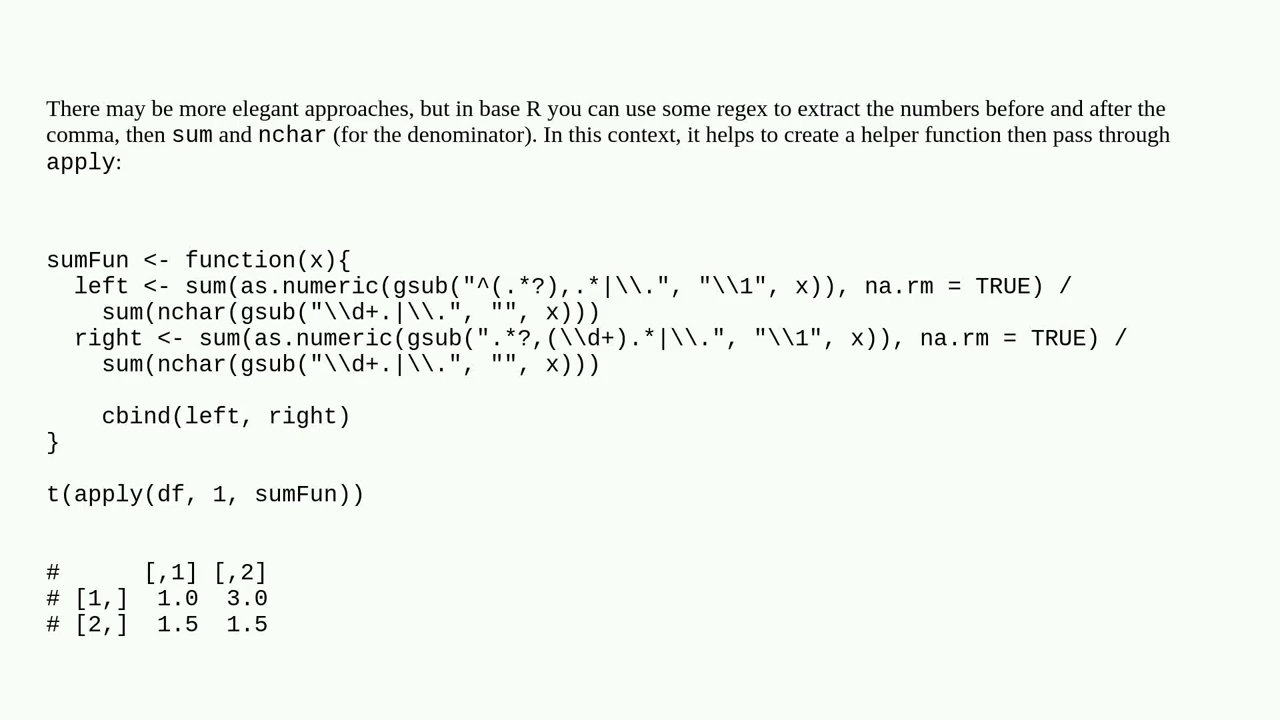 There may be more elegant approaches, but in base R you can use some regex to extract the numbers before and after the
comma, then sum and nchar (for the denominator). In this context, it helps to create a helper function then pass through
apply:
sumFun <- function(x){
  left <- sum(as.numeric(gsub("^(.*?),.*|\\.", "\\1", x)), na.rm = TRUE) /
    sum(nchar(gsub("\\d+.|\\.", "", x)))
  right <- sum(as.numeric(gsub(".*?,(\\d+).*|\\.", "\\1", x)), na.rm = TRUE) /
    sum(nchar(gsub("\\d+.|\\.", "", x)))
    cbind(left, right)
}
t(apply(df, 1, sumFun))
#      [,1] [,2]
# [1,]  1.0  3.0
# [2,]  1.5  1.5